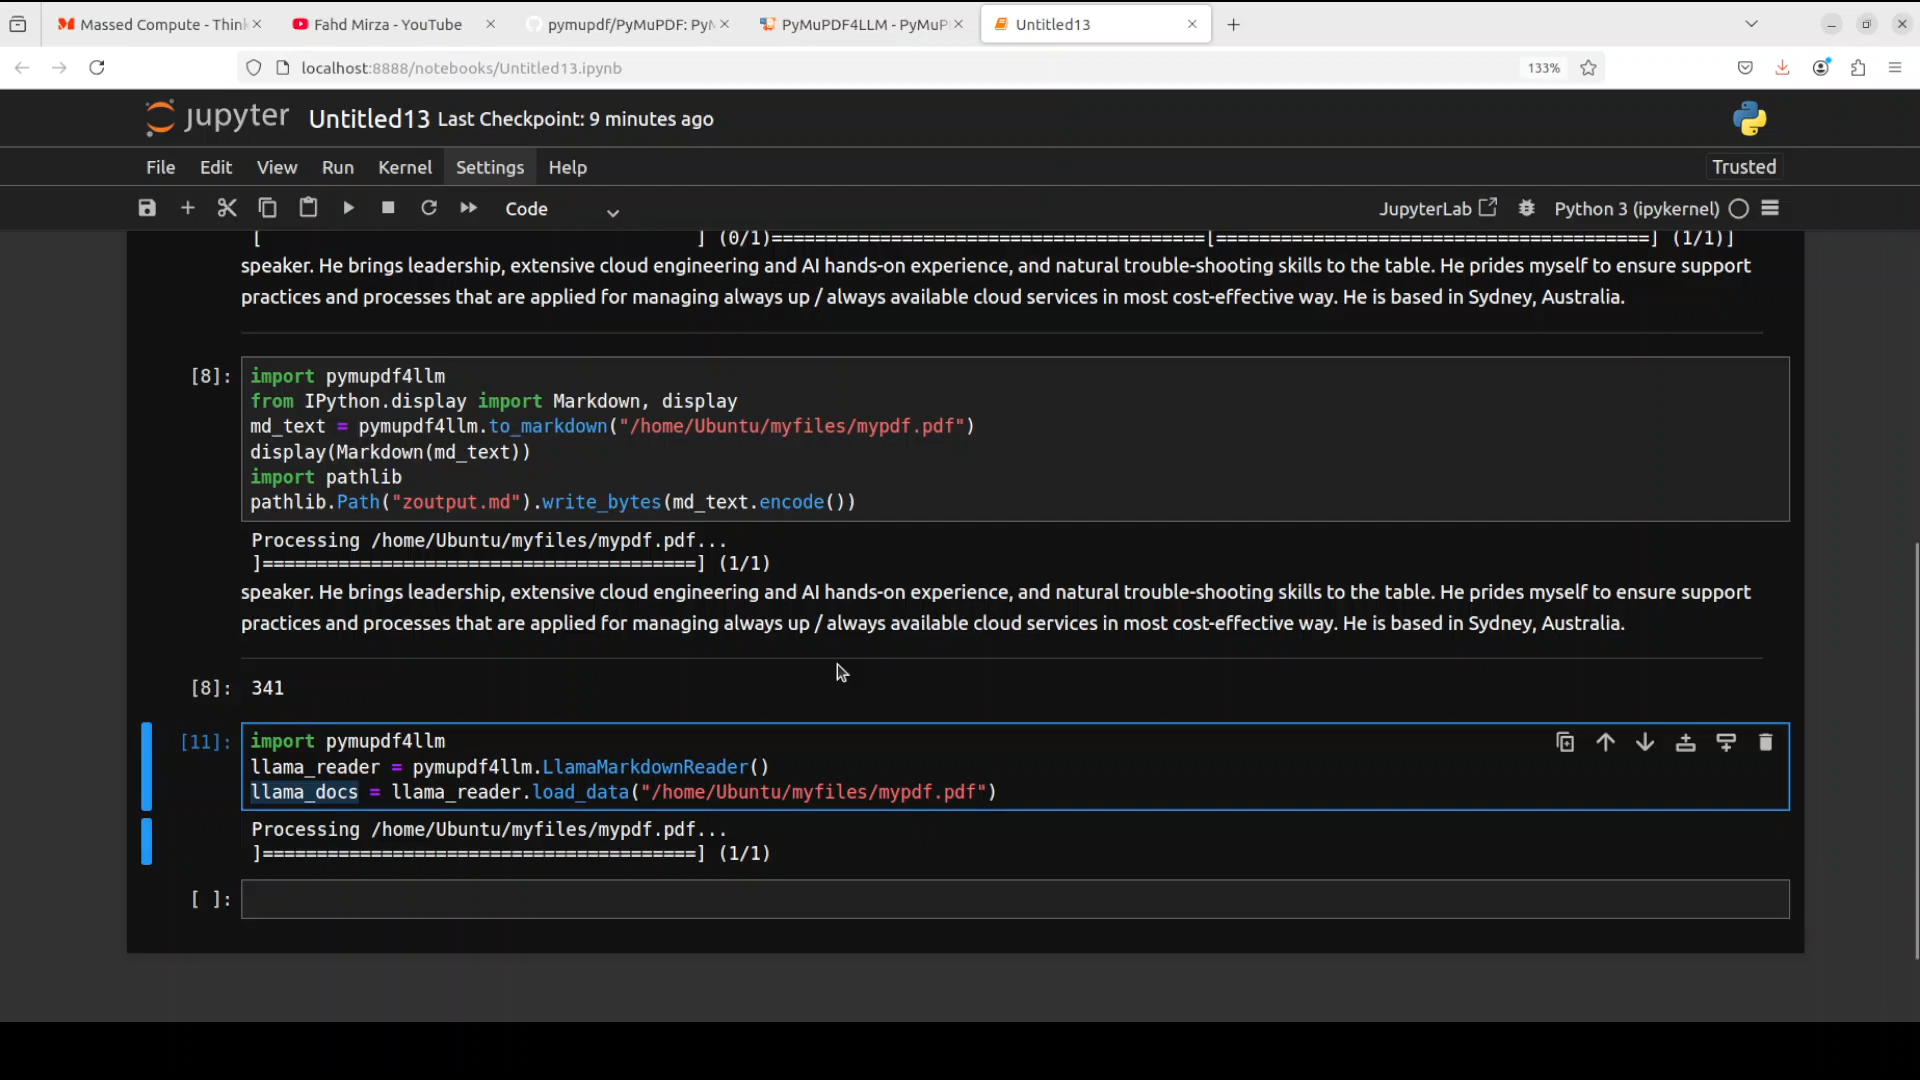 Massed Compute - Think
Fahd Mirza - YouTube
pymupdf/PyMuPDF: PyM
PyMuPDF4LLM - PyMuP
Untitled13
localhost:8888/notebooks/Untitled13.ipynb
133%
jupyter Untitled13 Last Checkpoint: 9 minutes ago
File Edit View Run Kernel Settings Help Trusted
Code JupyterLab Python 3 (ipykernel)
[ ] (0/1)========================================[========================================] (1/1)]
speaker. He brings leadership, extensive cloud engineering and AI hands-on experience, and natural trouble-shooting skills to the table. He prides myself to ensure support
practices and processes that are applied for managing always up / always available cloud services in most cost-effective way. He is based in Sydney, Australia.
[8]: import pymupdf4llm
from IPython.display import Markdown, display
md_text = pymupdf4llm.to_markdown("/home/Ubuntu/myfiles/mypdf.pdf")
display(Markdown(md_text))
import pathlib
pathlib.Path("zoutput.md").write_bytes(md_text.encode())
Processing /home/Ubuntu/myfiles/mypdf.pdf...
]========================================] (1/1)
speaker. He brings leadership, extensive cloud engineering and AI hands-on experience, and natural trouble-shooting skills to the table. He prides myself to ensure support
practices and processes that are applied for managing always up / always available cloud services in most cost-effective way. He is based in Sydney, Australia.
[8]: 341
[11]: import pymupdf4llm
llama_reader = pymupdf4llm.LlamaMarkdownReader()
llama_docs = llama_reader.load_data("/home/Ubuntu/myfiles/mypdf.pdf")
Processing /home/Ubuntu/myfiles/mypdf.pdf...
]========================================] (1/1)
[ ]: